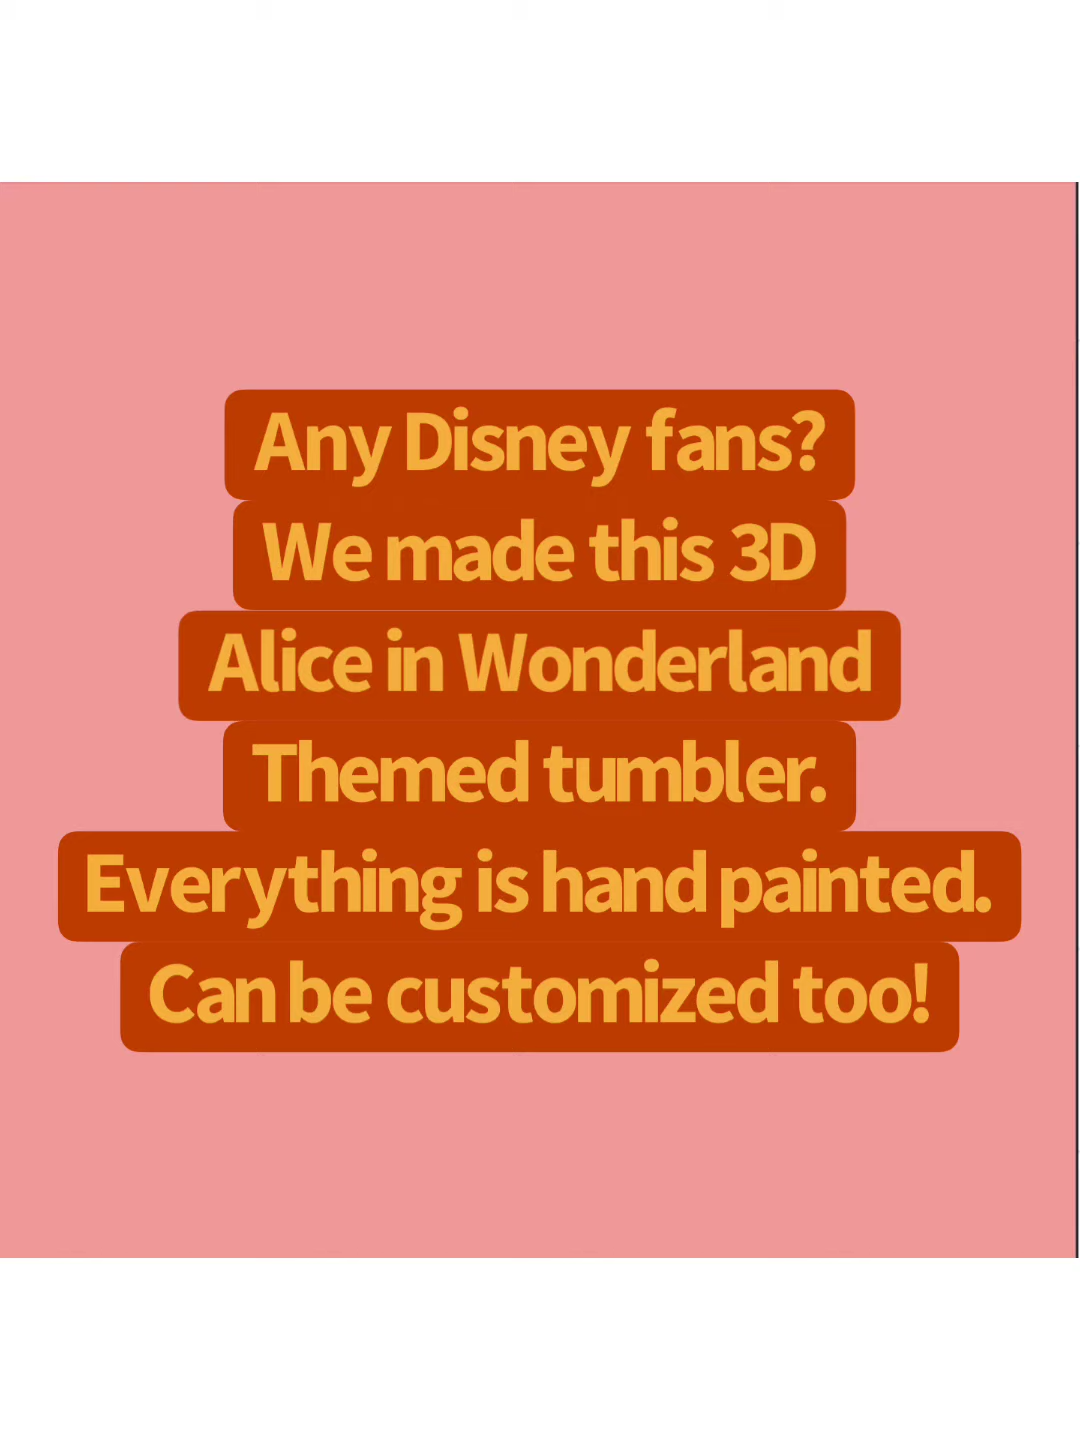 Any Disney fans?
We made this 3D
Alice in Wonderland
Themed tumbler.
Everything is hand painted.
Can be customized too!